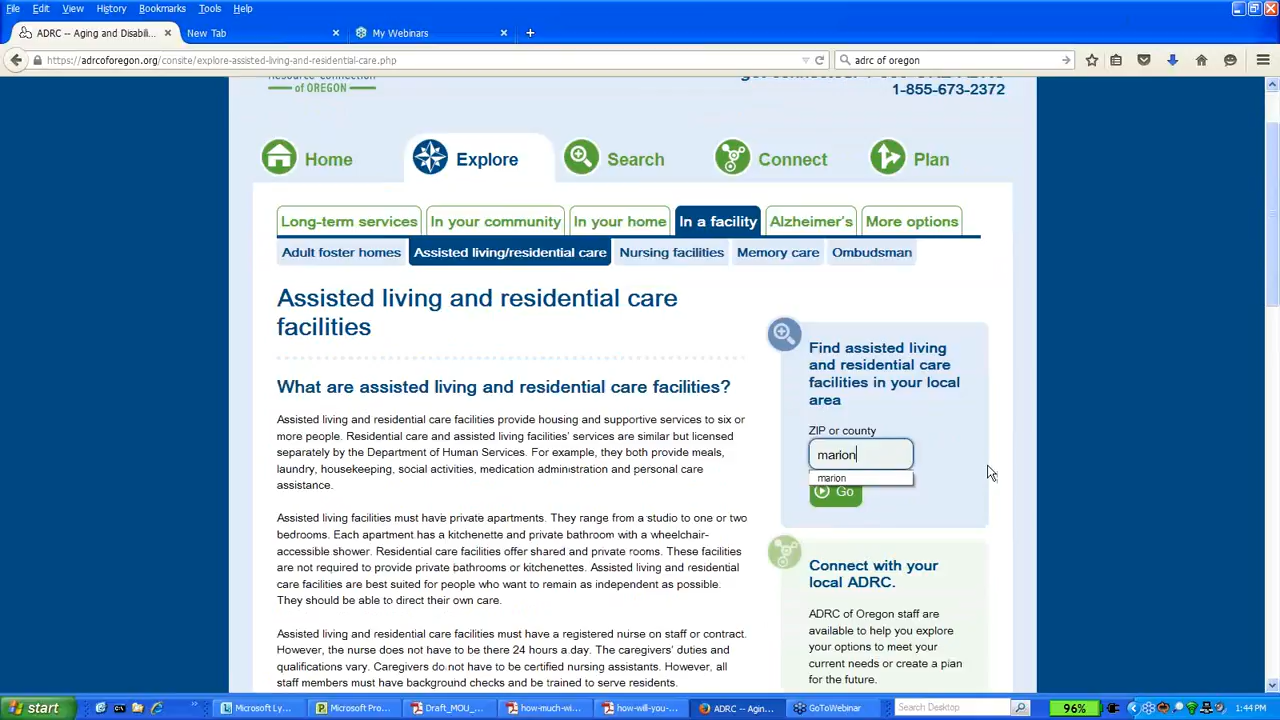 File Edit View History Bookmarks Tools Help
ADRC -- Aging and Disabili... New Tab My Webinars
https://adrcoforegon.org/consite/explore-assisted-living-and-residential-care.php adrc of oregon
of OREGON
1-855-673-2372
Home Explore Search Connect Plan
Long-term services In your community In your home In a facility Alzheimer's More options
Adult foster homes Assisted living/residential care Nursing facilities Memory care Ombudsman
Assisted living and residential care
facilities
What are assisted living and residential care facilities?
Assisted living and residential care facilities provide housing and supportive services to six or
more people. Residential care and assisted living facilities' services are similar but licensed
separately by the Department of Human Services. For example, they both provide meals,
laundry, housekeeping, social activities, medication administration and personal care
assistance.
Assisted living facilities must have private apartments. They range from a studio to one or two
bedrooms. Each apartment has a kitchenette and private bathroom with a wheelchair-
accessible shower. Residential care facilities offer shared and private rooms. These facilities
are not required to provide private bathrooms or kitchenettes. Assisted living and residential
care facilities are best suited for people who want to remain as independent as possible.
They should be able to direct their own care.
Assisted living and residential care facilities must have a registered nurse on staff or contract.
However, the nurse does not have to be there 24 hours a day. The caregivers' duties and
qualifications vary. Caregivers do not have to be certified nursing assistants. However, all
staff members must have background checks and be trained to serve residents.
Find assisted living
and residential care
facilities in your local
area
ZIP or county
marion
marion
Go
Connect with your
local ADRC.
ADRC of Oregon staff are
available to help you explore
your options to meet your
current needs or create a plan
for the future.
start Microsoft Ly... Microsoft Pro... Draft_MOU_... how-much-wi... how-will-you-... ADRC -- Agin... GoToWebinar Search Desktop 96% 1:44 PM